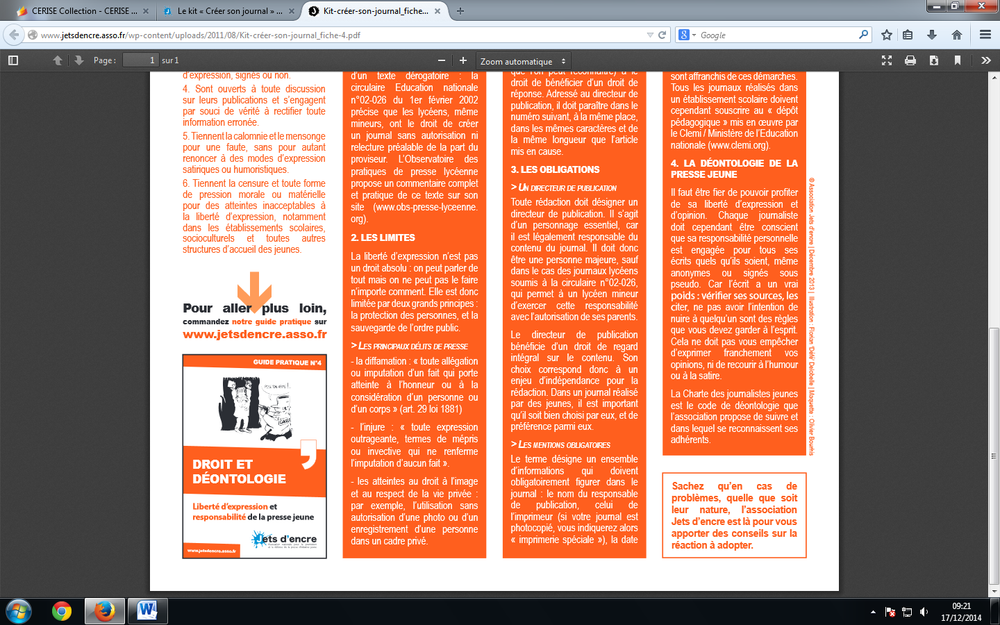 CERISE Collection - CERISE ...
Le kit « Créer son journal » ...
Kit-créer-son-journal_fiche...
www.jetsdencre.asso.fr/wp-content/uploads/2011/08/Kit-créer-son-journal_fiche-4.pdf
Google
Page : 1 sur 1
Zoom automatique
d'expression, signés ou non.
4. Sont ouverts à toute discussion
sur leurs publications et s'engagent
par souci de vérité à rectifier toute
information erronée.
5. Tiennent la calomnie et le mensonge
pour une faute, sans pour autant
renoncer à des modes d'expression
satiriques ou humoristiques.
6. Tiennent la censure et toute forme
de pression morale ou matérielle
pour des atteintes inacceptables à
la liberté d'expression, notamment
dans les établissements scolaires,
socioculturels et toutes autres
structures d'accueil des jeunes.
Pour aller plus loin,
commandez notre guide pratique sur
www.jetsdencre.asso.fr
GUIDE PRATIQUE N°4
DROIT ET
DÉONTOLOGIE
Liberté d'expression et
responsabilité de la presse jeune
Jets d'encre
www.jetsdencre.asso.fr
d'un texte dérogatoire : la
circulaire Education nationale
n°02-026 du 1er février 2002
précise que les lycéens, même
mineurs, ont le droit de créer
un journal sans autorisation ni
relecture préalable de la part du
proviseur. L'Observatoire des
pratiques de presse lycéenne
propose un commentaire complet
et pratique de ce texte sur son
site (www.obs-presse-lyceenne.
org).
2. LES LIMITES
La liberté d'expression n'est pas
un droit absolu : on peut parler de
tout mais on ne peut pas le faire
n'importe comment. Elle est donc
limitée par deux grands principes :
la protection des personnes, et la
sauvegarde de l'ordre public.
> LES PRINCIPAUX DÉLITS DE PRESSE
- la diffamation : « toute allégation
ou imputation d'un fait qui porte
atteinte à l'honneur ou à la
considération d'un personne ou
d'un corps » (art. 29 loi 1881)
- l'injure : « toute expression
outrageante, termes de mépris
ou invective qui ne renferme
l'imputation d'aucun fait ».
- les atteintes au droit à l'image
et au respect de la vie privée :
par exemple, l'utilisation sans
autorisation d'une photo ou d'un
enregistrement d'une personne
dans un cadre privé.
que l'on peut reconnaître) a le
droit de bénéficier d'un droit de
réponse. Adressé au directeur de
publication, il doit paraître dans le
numéro suivant, à la même place,
dans les mêmes caractères et de
la même longueur que l'article
mis en cause.
3. LES OBLIGATIONS
> UN DIRECTEUR DE PUBLICATION
Toute rédaction doit désigner un
directeur de publication. Il s'agit
d'un personnage essentiel, car
il est légalement responsable du
contenu du journal. Il doit donc
être une personne majeure, sauf
dans le cas des journaux lycéens
soumis à la circulaire n°02-026,
qui permet à un lycéen mineur
d'exercer cette responsabilité
avec l'autorisation de ses parents.
Le directeur de publication
bénéficie d'un droit de regard
intégral sur le contenu. Son
choix correspond donc à un
enjeu d'indépendance pour la
rédaction. Dans un journal réalisé
par des jeunes, il est important
qu'il soit bien choisi par eux, et de
préférence parmi eux.
> LES MENTIONS OBLIGATOIRES
Le terme désigne un ensemble
d'informations qui doivent
obligatoirement figurer dans le
journal : le nom du responsable
de publication, celui de
l'imprimeur (si votre journal est
photocopié, vous indiquerez alors
« imprimerie spéciale »), la date
sont affranchis de ces démarches.
Tous les journaux réalisés dans
un établissement scolaire doivent
cependant souscrire au « dépôt
pédagogique » mis en œuvre par
le Clemi / Ministère de l'Education
nationale (www.clemi.org).
4. LA DÉONTOLOGIE DE LA
PRESSE JEUNE
Il faut être fier de pouvoir profiter
de sa liberté d'expression et
d'opinion. Chaque journaliste
doit cependant être conscient
que sa responsabilité personnelle
est engagée pour tous ses
écrits quels qu'ils soient, même
anonymes ou signés sous
pseudo. Car l'écrit a un vrai
poids : vérifier ses sources, les
citer, ne pas avoir l'intention de
nuire à quelqu'un sont des règles
que vous devez garder à l'esprit.
Cela ne doit pas vous empêcher
d'exprimer franchement vos
opinions, ni de recourir à l'humour
ou à la satire.
La Charte des journalistes jeunes
est le code de déontologie que
l'association propose de suivre et
dans lequel se reconnaissent ses
adhérents.
Sachez qu'en cas de
problèmes, quelle que soit
leur nature, l'association
Jets d'encre est là pour vous
apporter des conseils sur la
réaction à adopter.
© Association Jets d'encre | Décembre 2013 | Illustration : Florian Delobelle | Maquette : Olivier Bourhis
09:21
17/12/2014